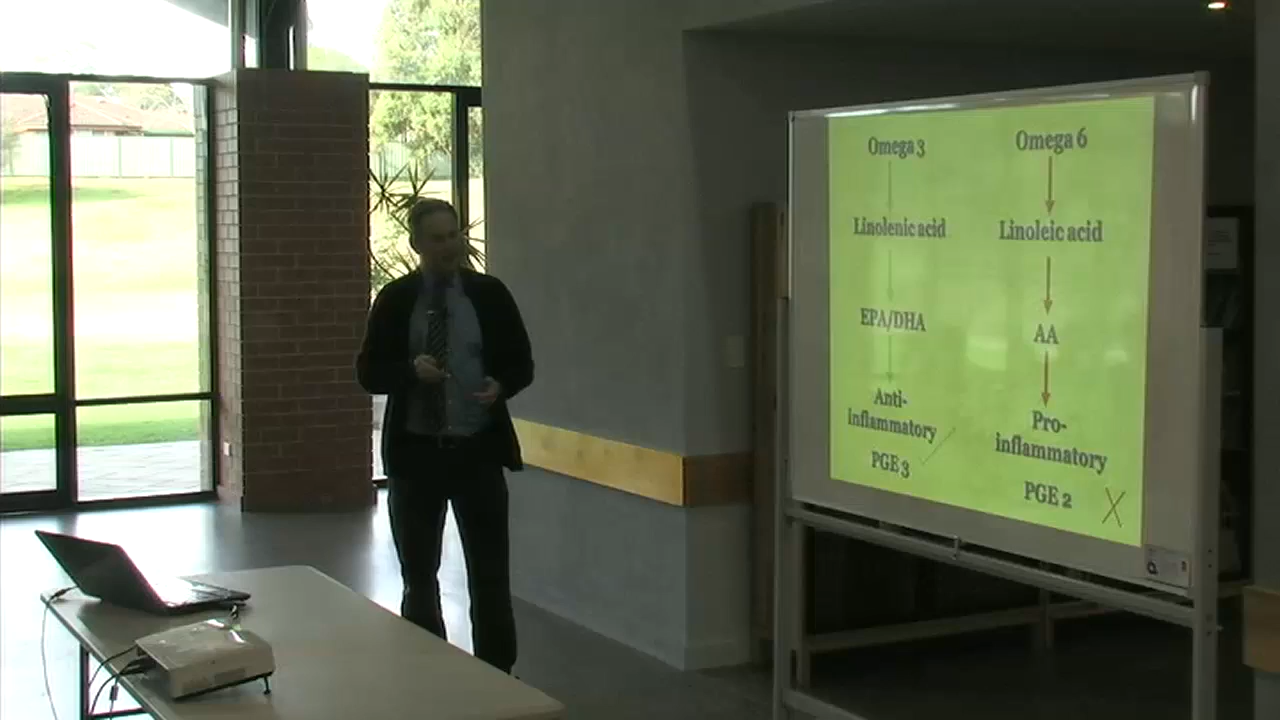 Omega 3
Linolenic acid
EPA/DHA
Anti-
inflammatory
PGE 3
Omega 6
Linoleic acid
AA
Pro-
inflammatory
PGE 2
X